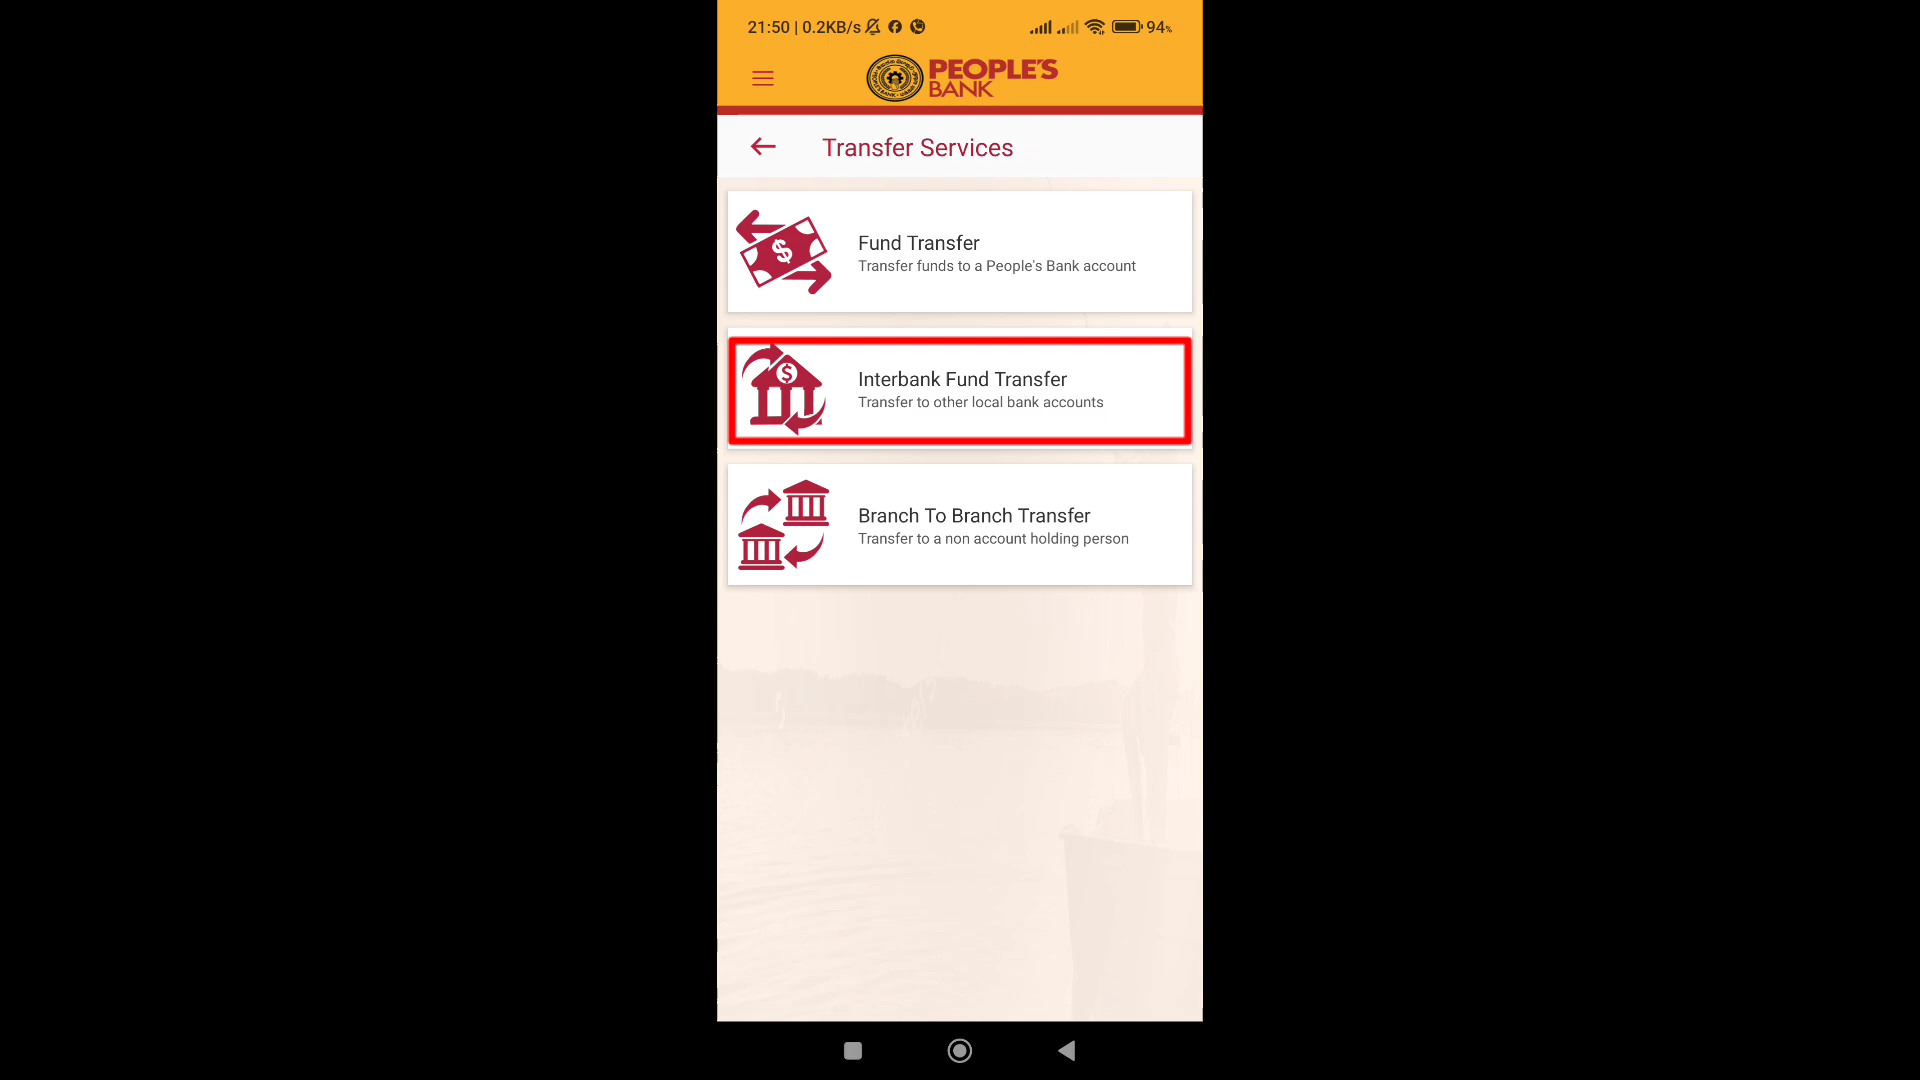 21:50 | 0.2KB/s
94%
PEOPLE'S
BANK
Transfer Services
Fund Transfer
Transfer funds to a People's Bank account
Interbank Fund Transfer
Transfer to other local bank accounts
Branch To Branch Transfer
Transfer to a non account holding person